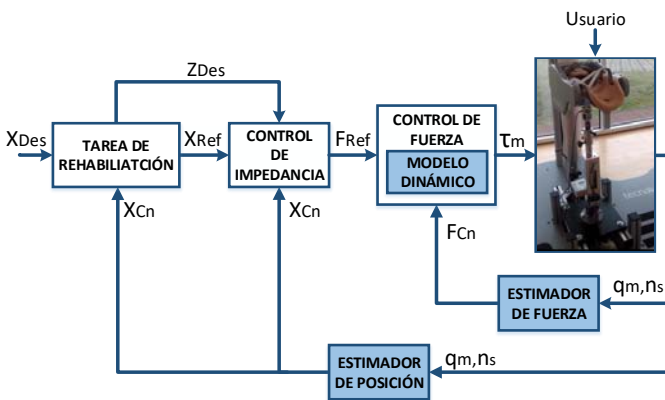 Usuario
ZDes
XDes
TAREA DE
REHABILIATCIÓN
XRef
CONTROL
DE
IMPEDANCIA
FRef
CONTROL DE
FUERZA
MODELO
DINÁMICO
τm
XCn
XCn
FCn
ESTIMADOR
DE FUERZA
qm,ns
ESTIMADOR
DE POSICIÓN
qm,ns